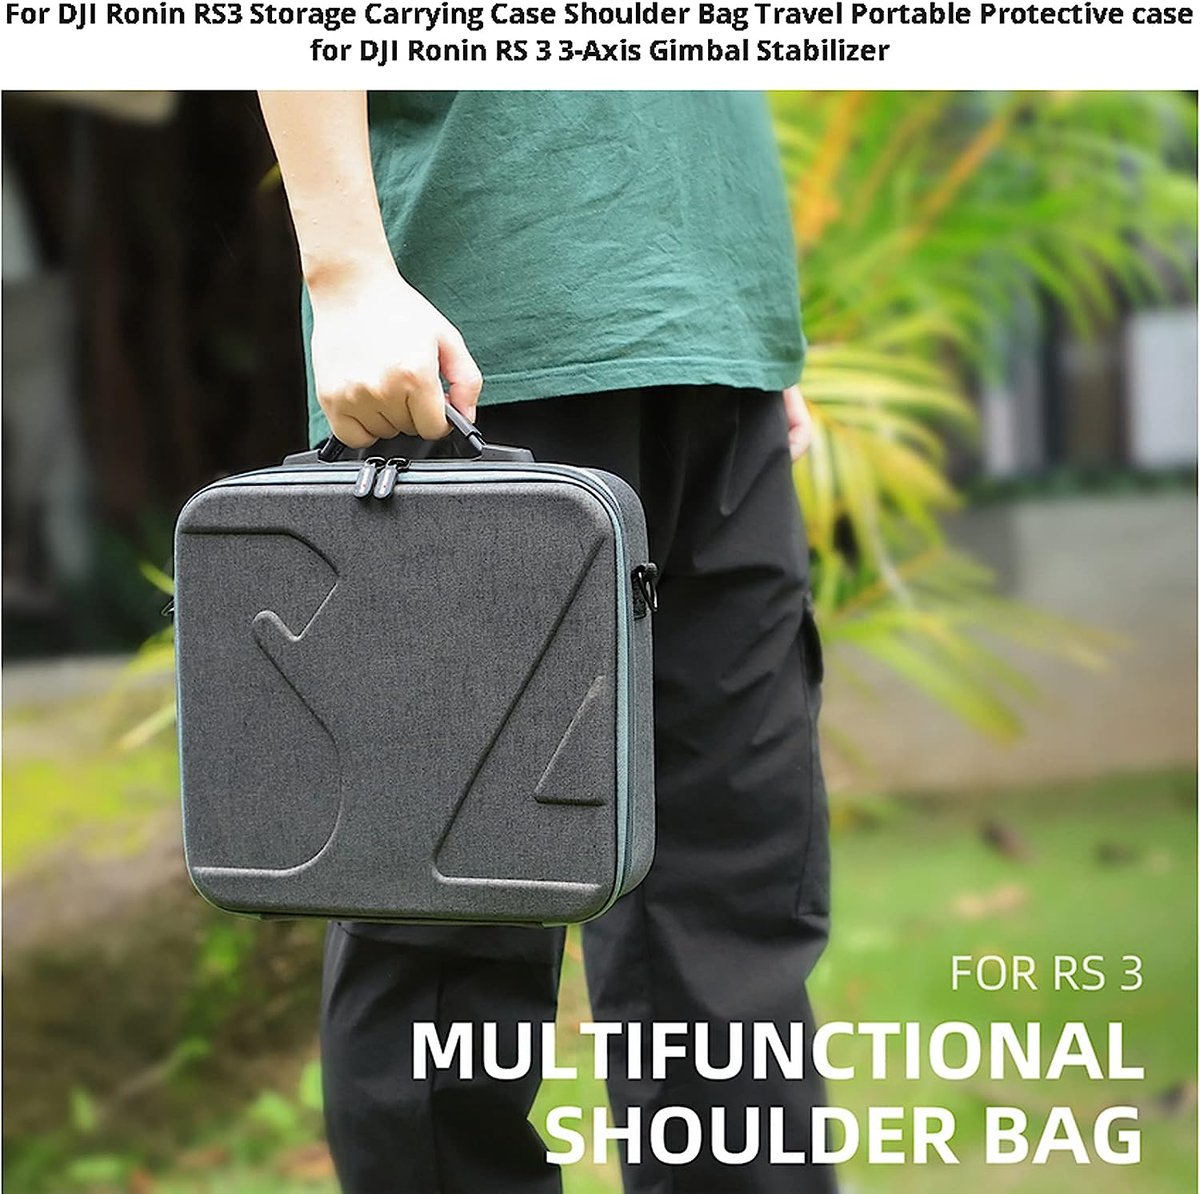 For DJI Ronin RS3 Storage Carrying Case Shoulder Bag Travel Portable Protective case
for DJI Ronin RS 3 3-Axis Gimbal Stabilizer
FOR RS 3
MULTIFUNCTIONAL
SHOULDER BAG